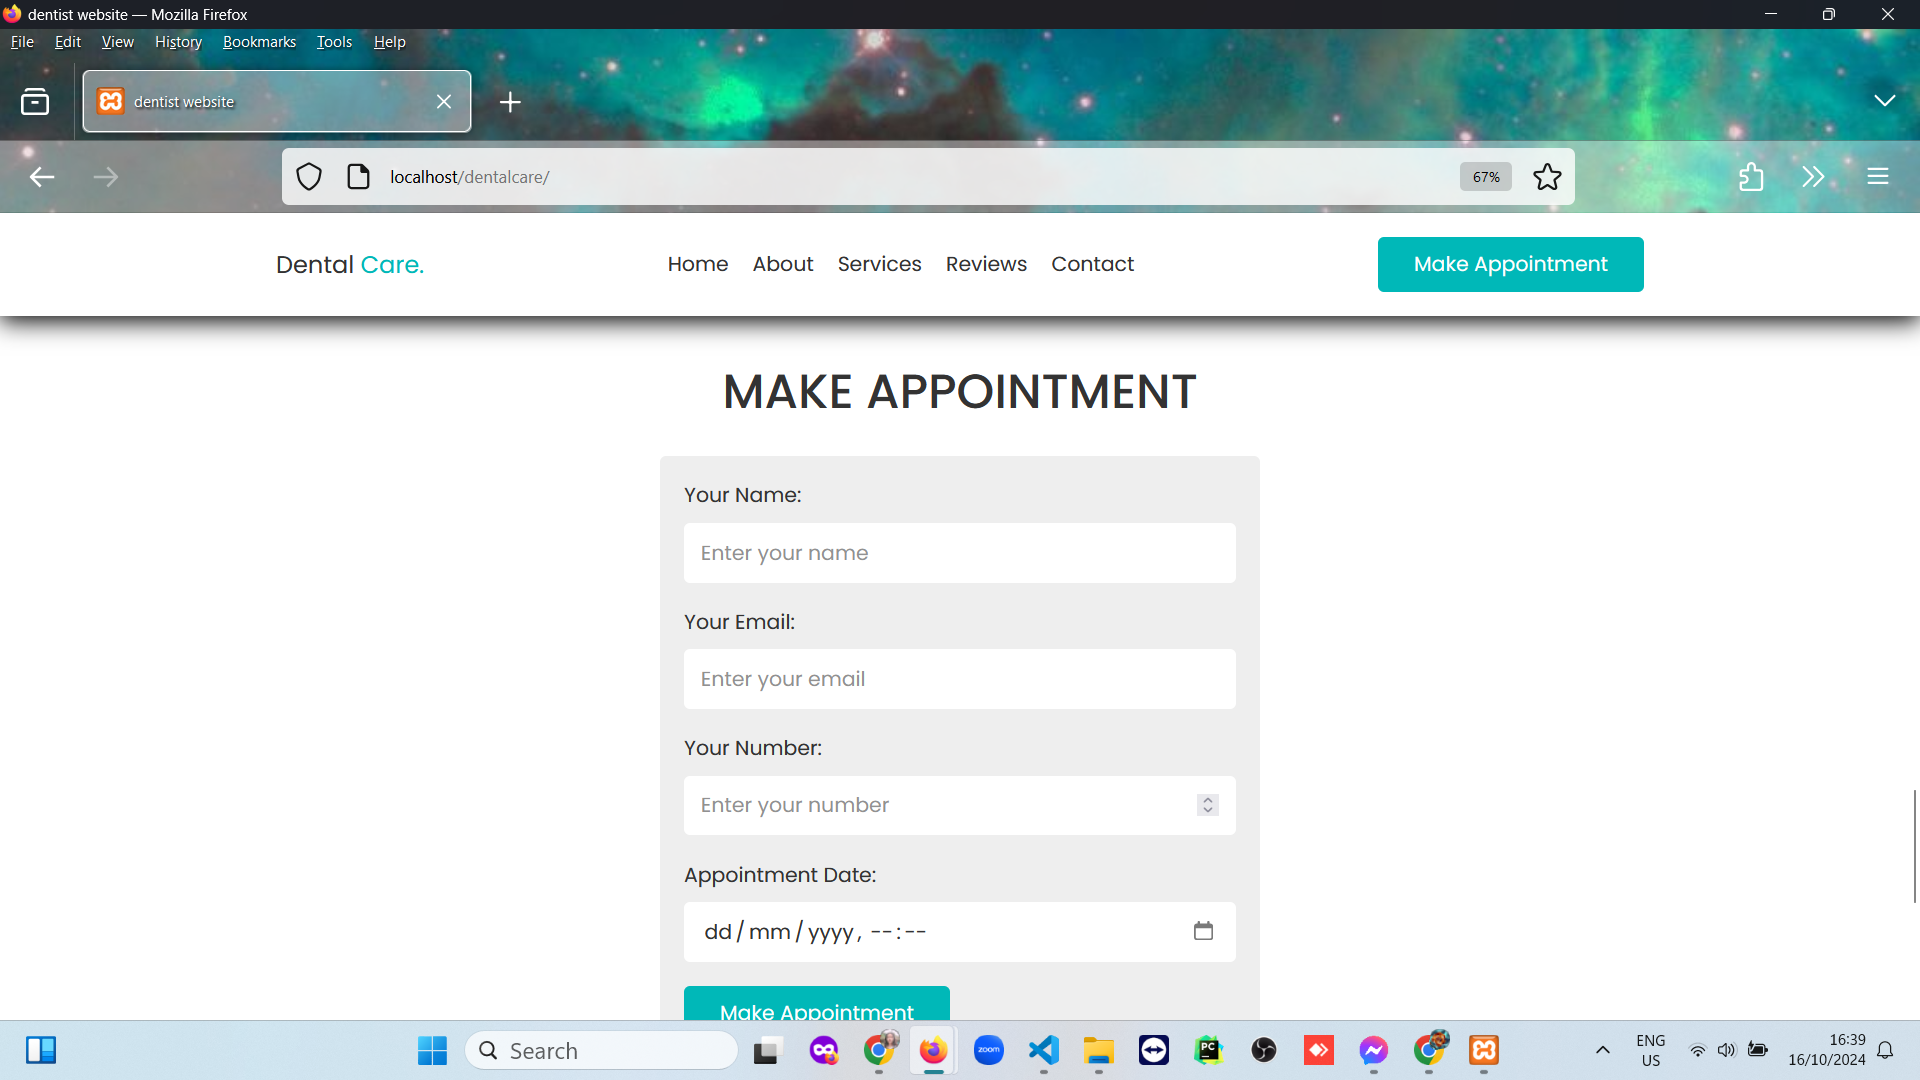 dentist website — Mozilla Firefox
File Edit View History Bookmarks Tools Help
dentist website
localhost/dentalcare/
67%
Dental Care.
Home About Services Reviews Contact
Make Appointment
MAKE APPOINTMENT
Your Name:
Enter your name
Your Email:
Enter your email
Your Number:
Enter your number
Appointment Date:
dd/mm/yyyy, --:--
Make Appointment
Search
zoom
PC
ENG
US
16:39
16/10/2024